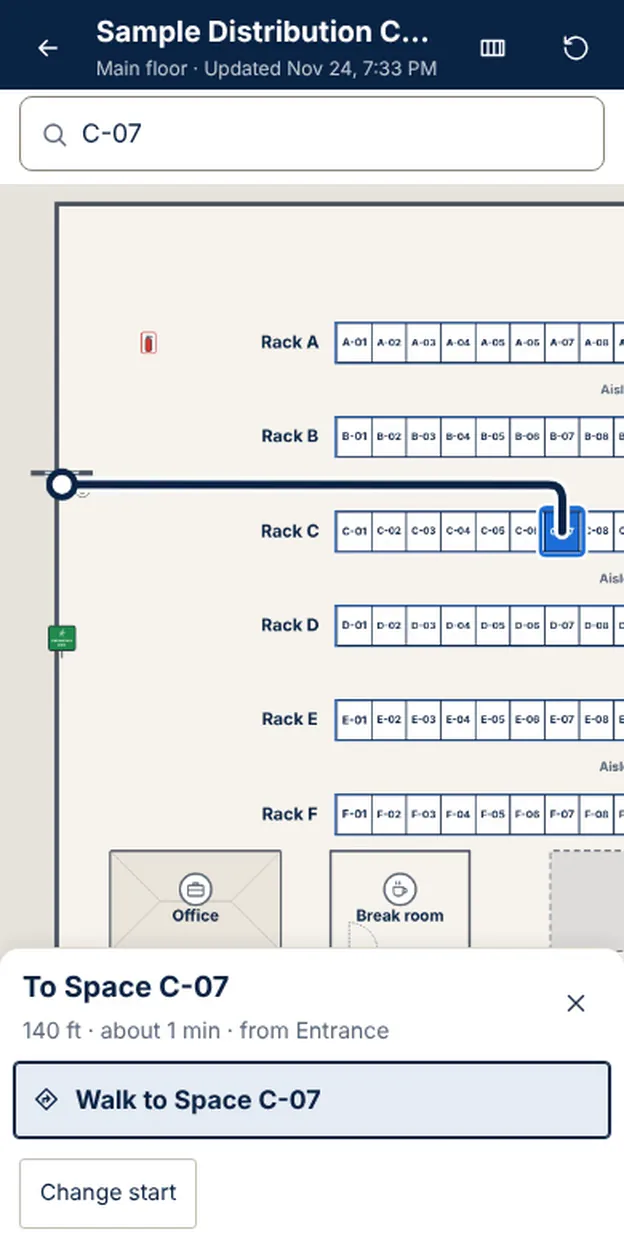 Sample Distribution C...
Main floor · Updated Nov 24, 7:33 PM
C-07
Rack A A-01 A-02 A-03 A-04 A-05 A-06 A-07 A-08
Aisl
Rack B B-01 B-02 B-03 B-04 B-05 B-06 B-07 B-08
Rack C C-01 C-02 C-03 C-04 C-05 C-0 C-08
Aisl
Rack D D-01 D-02 D-03 D-04 D-05 D-06 D-07 D-08
Rack E E-01 E-02 E-03 E-04 E-05 E-06 E-07 E-08
Aisl
Rack F F-01 F-02 F-03 F-04 F-05 F-06 F-07 F-08
Office Break room
To Space C-07
140 ft · about 1 min · from Entrance
Walk to Space C-07
Change start